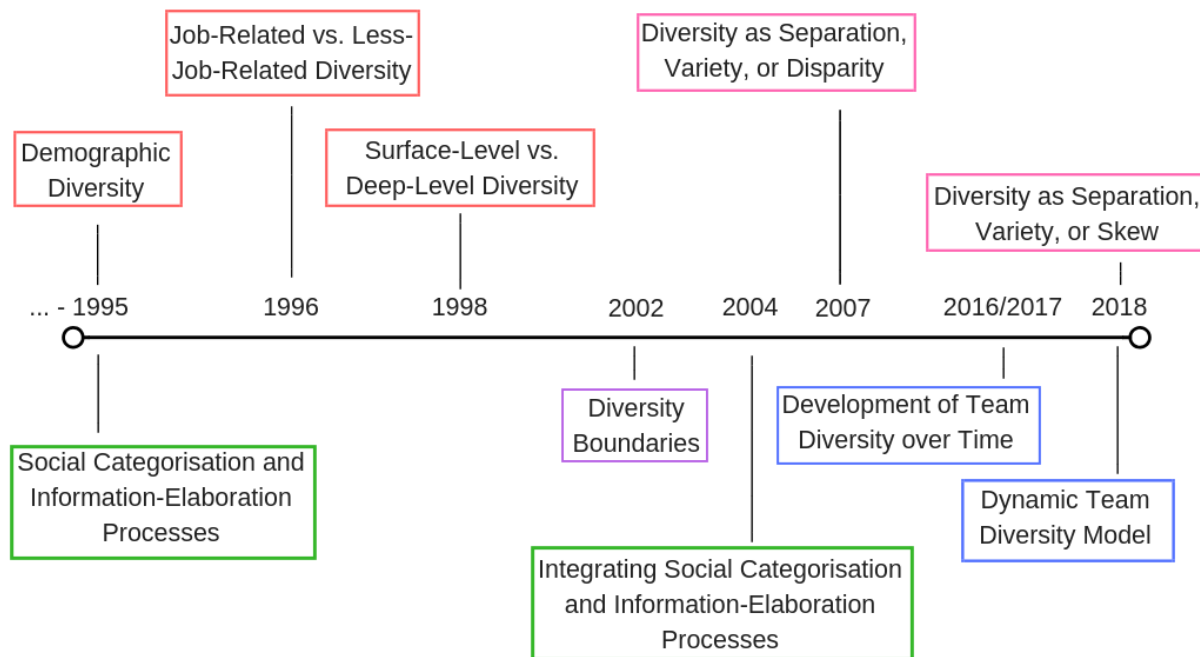 Job-Related vs. Less-
Job-Related Diversity
Diversity as Separation,
Variety, or Disparity
Demographic
Diversity
Surface-Level vs.
Deep-Level Diversity
Diversity as Separation,
Variety, or Skew
... - 1995
1996
1998
2002
2004
2007
2016/2017
2018
Diversity
Boundaries
Development of Team
Diversity over Time
Social Categorisation and
Information-Elaboration
Processes
Dynamic Team
Diversity Model
Integrating Social Categorisation
and Information-Elaboration
Processes